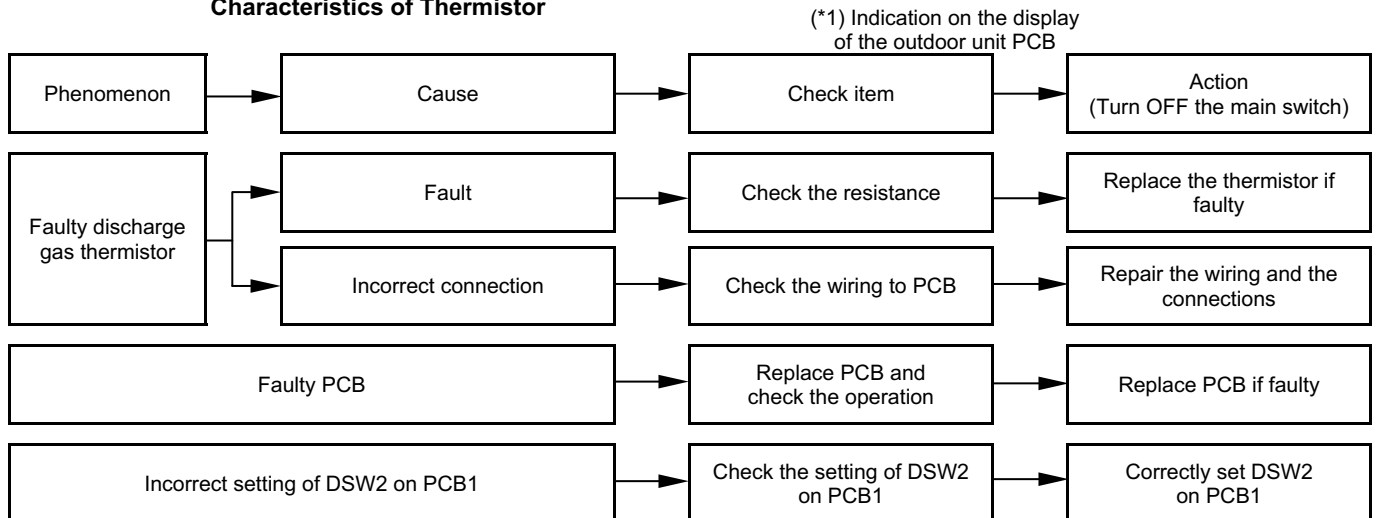 Characteristics of Thermistor
(*1) Indication on the display
of the outdoor unit PCB
Phenomenon
Cause
Check item
Action
(Turn OFF the main switch)
Faulty discharge
gas thermistor
Fault
Check the resistance
Replace the thermistor if
faulty
Incorrect connection
Check the wiring to PCB
Repair the wiring and the
connections
Faulty PCB
Replace PCB and
check the operation
Replace PCB if faulty
Incorrect setting of DSW2 on PCB1
Check the setting of DSW2
on PCB1
Correctly set DSW2
on PCB1